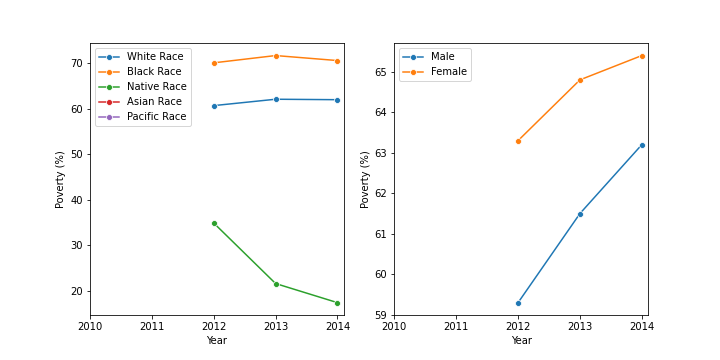 White Race
Black Race
Native Race
Asian Race
Pacific Race
70
60
50
40
30
20
Poverty (%)
2010 2011 2012 2013 2014
Year
Male
Female
65
64
63
62
61
60
59
Poverty (%)
2010 2011 2012 2013 2014
Year